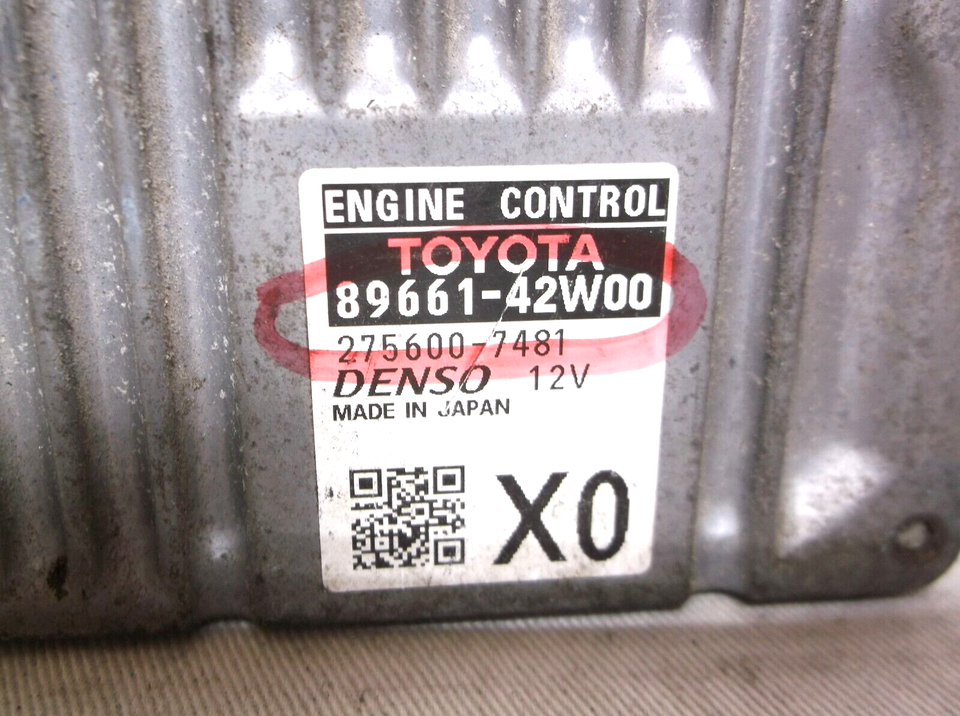 ENGINE CONTROL
TOYOTA
89661-42W00
275600-7481
DENSO 12V
MADE IN JAPAN
X0